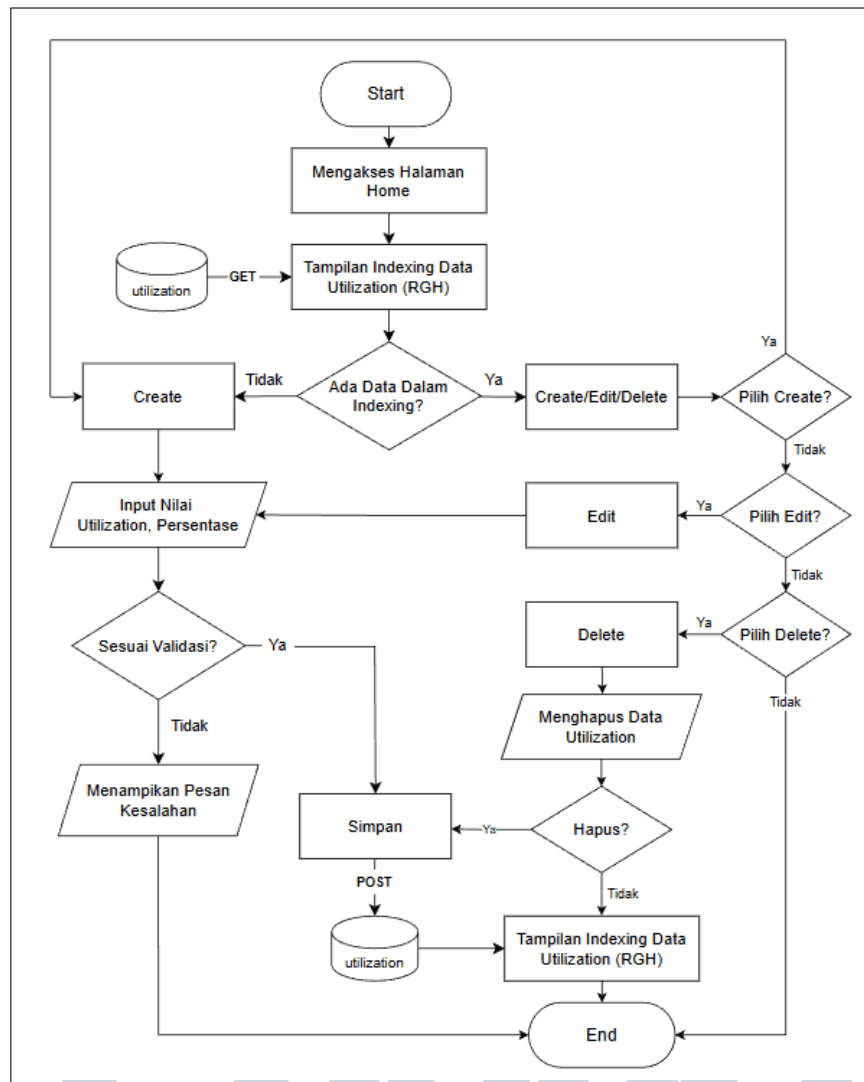 Start
Mengakses Halaman
Home
utilization
GET
Tampilan Indexing Data
Utilization (RGH)
Ya
Create
Tidak
Ada Data Dalam
Indexing?
Ya
Create/Edit/Delete
Pilih Create?
Tidak
Input Nilai
Utilization, Persentase
Edit
Ya
Pilih Edit?
Tidak
Sesuai Validasi?
Ya
Delete
Ya
Pilih Delete?
Tidak
Tidak
Menghapus Data
Utilization
Menampikan Pesan
Kesalahan
Simpan
Ya
Hapus?
POST
Tidak
utilization
Tampilan Indexing Data
Utilization (RGH)
End